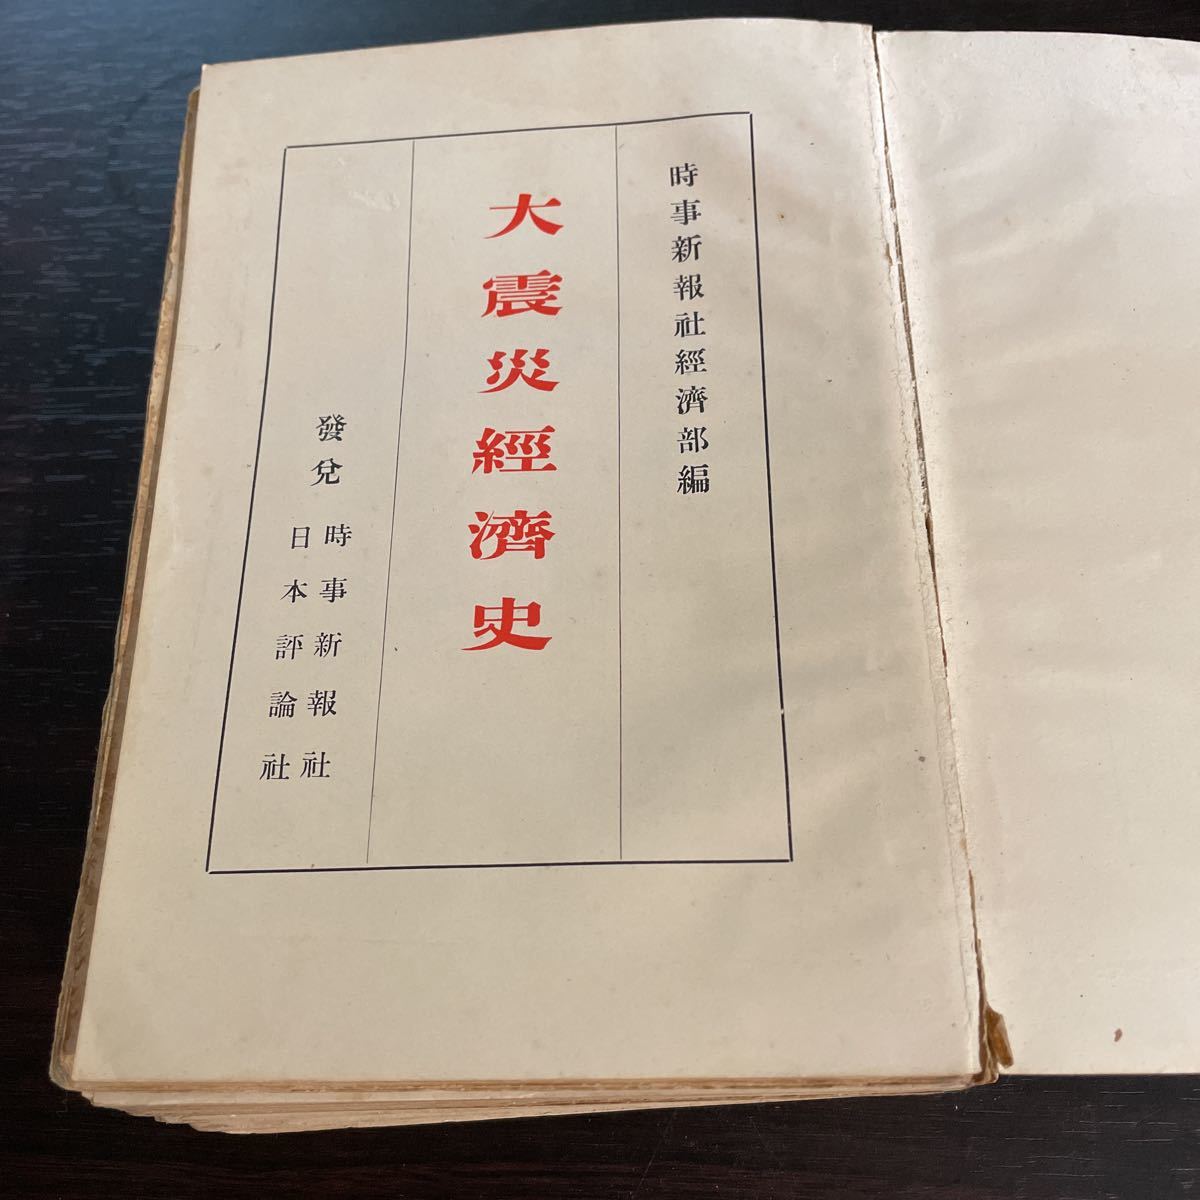 時事新報社經濟部編
大震災經濟史
發兌
時事新報社
日本評論社